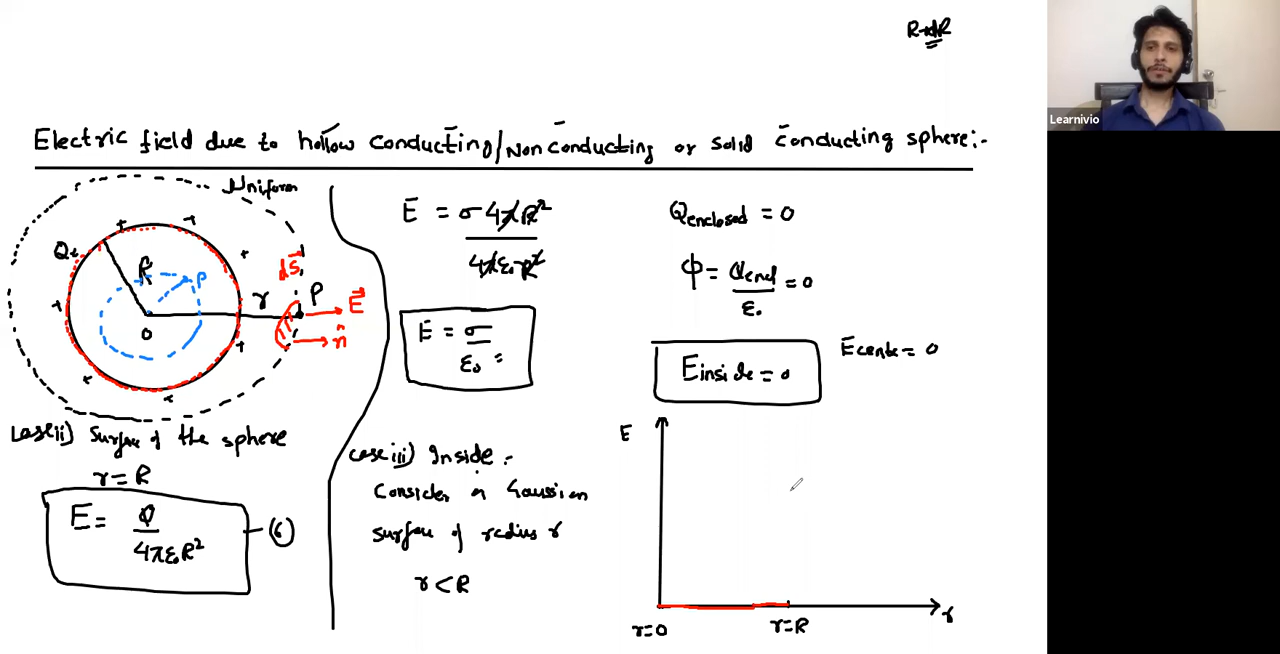 R→dR
Electric field due to hollow conducting/Non conducting or solid conducting sphere:-
Uniform
Q
R
P
O
r
dS
P
E
n̂
Case ii) Surface of the sphere
r = R
E = Q / 4πε₀R² — (6)
E = σ 4πR² / 4πε₀R²
E = σ / ε₀
Case iii) Inside :-
Consider a Gaussian
surface of radius r
r < R
Qenclosed = 0
Φ = qencl / ε₀ = 0
Einside = 0
Ecentre = 0
E
r=0
r=R
r
Learnivio